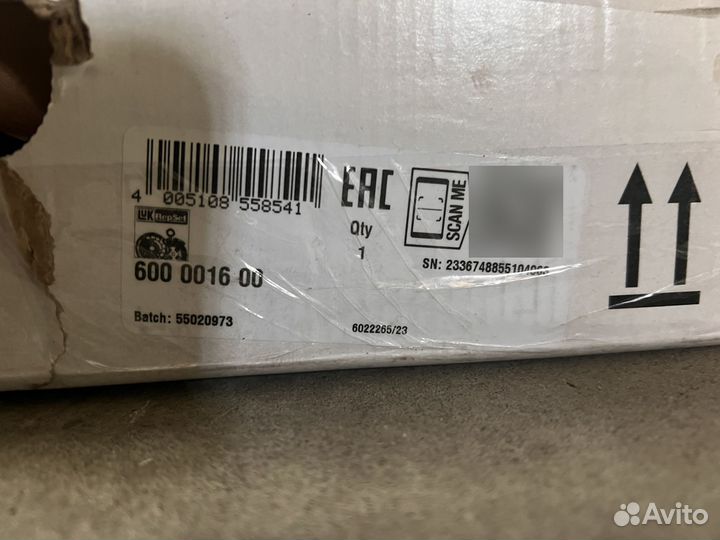 4 005108 558541
EAC
Qty
1
SCAN ME
LuK RepSet
600 0016 00
Batch: 55020973
6022265/23
SN:
Avito